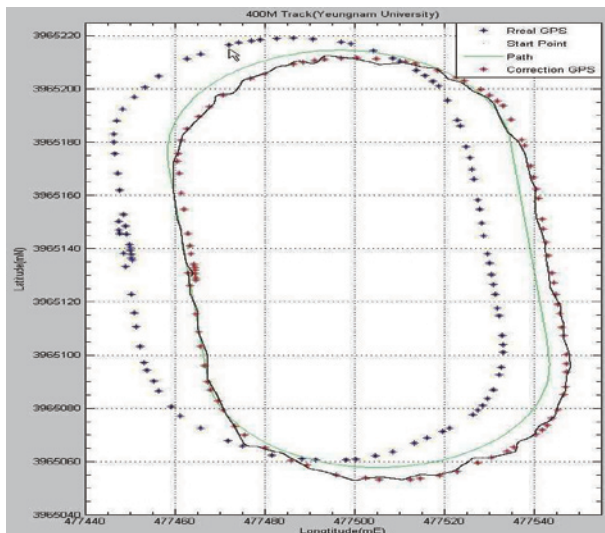 400M Track(Yeungnam University)
Rreal GPS
Start Point
Path
Correction GPS
3965220
3965200
3965180
3965160
3965140
3965120
3965100
3965080
3965060
3965040
Latitude(mN)
477440
477460
477480
477500
477520
477540
Longtitude(mE)